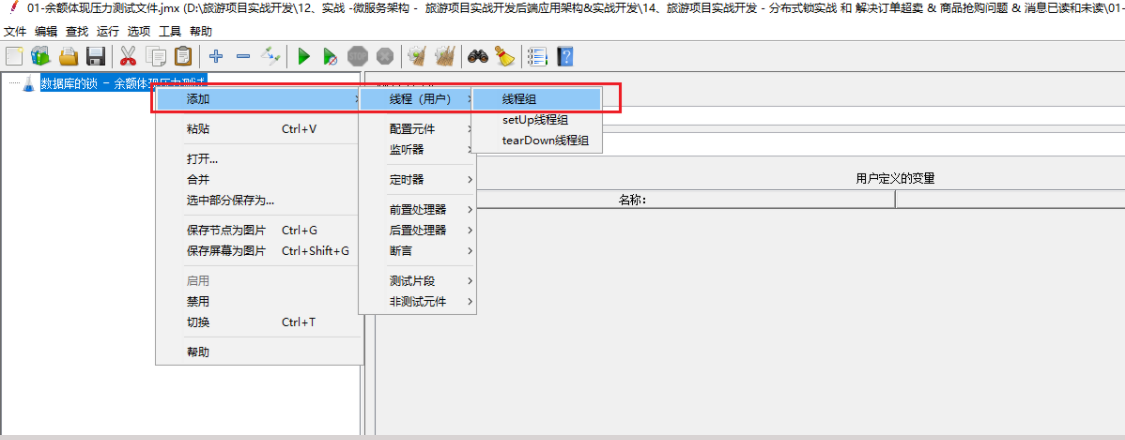 01-余额体现压力测试文件.jmx (D:\旅游项目实战开发\12、实战 -微服务架构 - 旅游项目实战开发后端应用架构&实战开发\14、旅游项目实战开发 - 分布式锁实战 和 解决订单超卖 & 商品抢购问题 & 消息已读和未读\01-
文件 编辑 查找 运行 选项 工具 帮助
数据库的锁 - 余额体现压力测试
添加
线程（用户）
线程组
setUp线程组
tearDown线程组
粘贴 Ctrl+V
打开...
合并
选中部分保存为...
保存节点为图片 Ctrl+G
保存屏幕为图片 Ctrl+Shift+G
启用
禁用
切换 Ctrl+T
帮助
配置元件
监听器
定时器
前置处理器
后置处理器
断言
测试片段
非测试元件
用户定义的变量
名称: